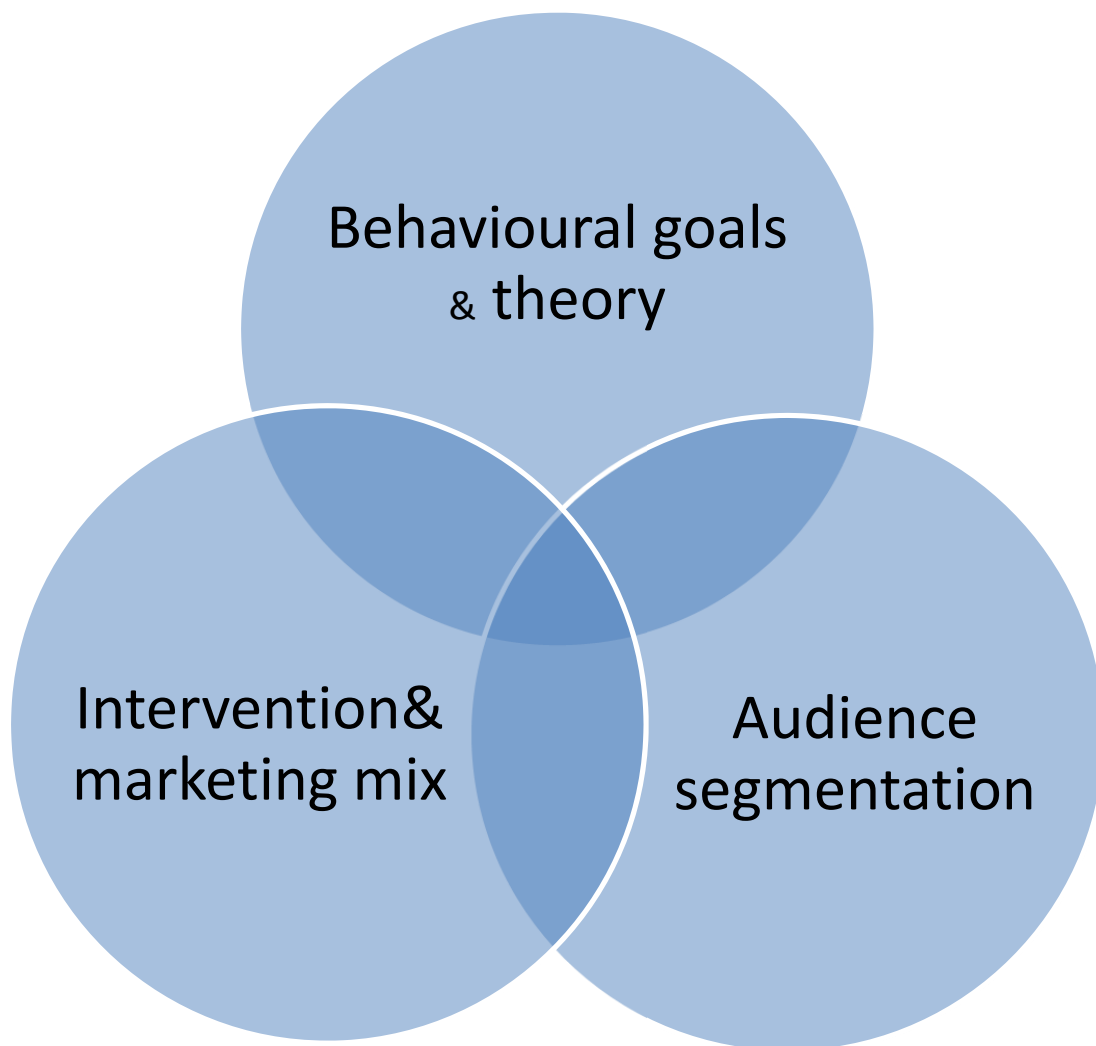 Behavioural goals
& theory
Intervention&
marketing mix
Audience
segmentation